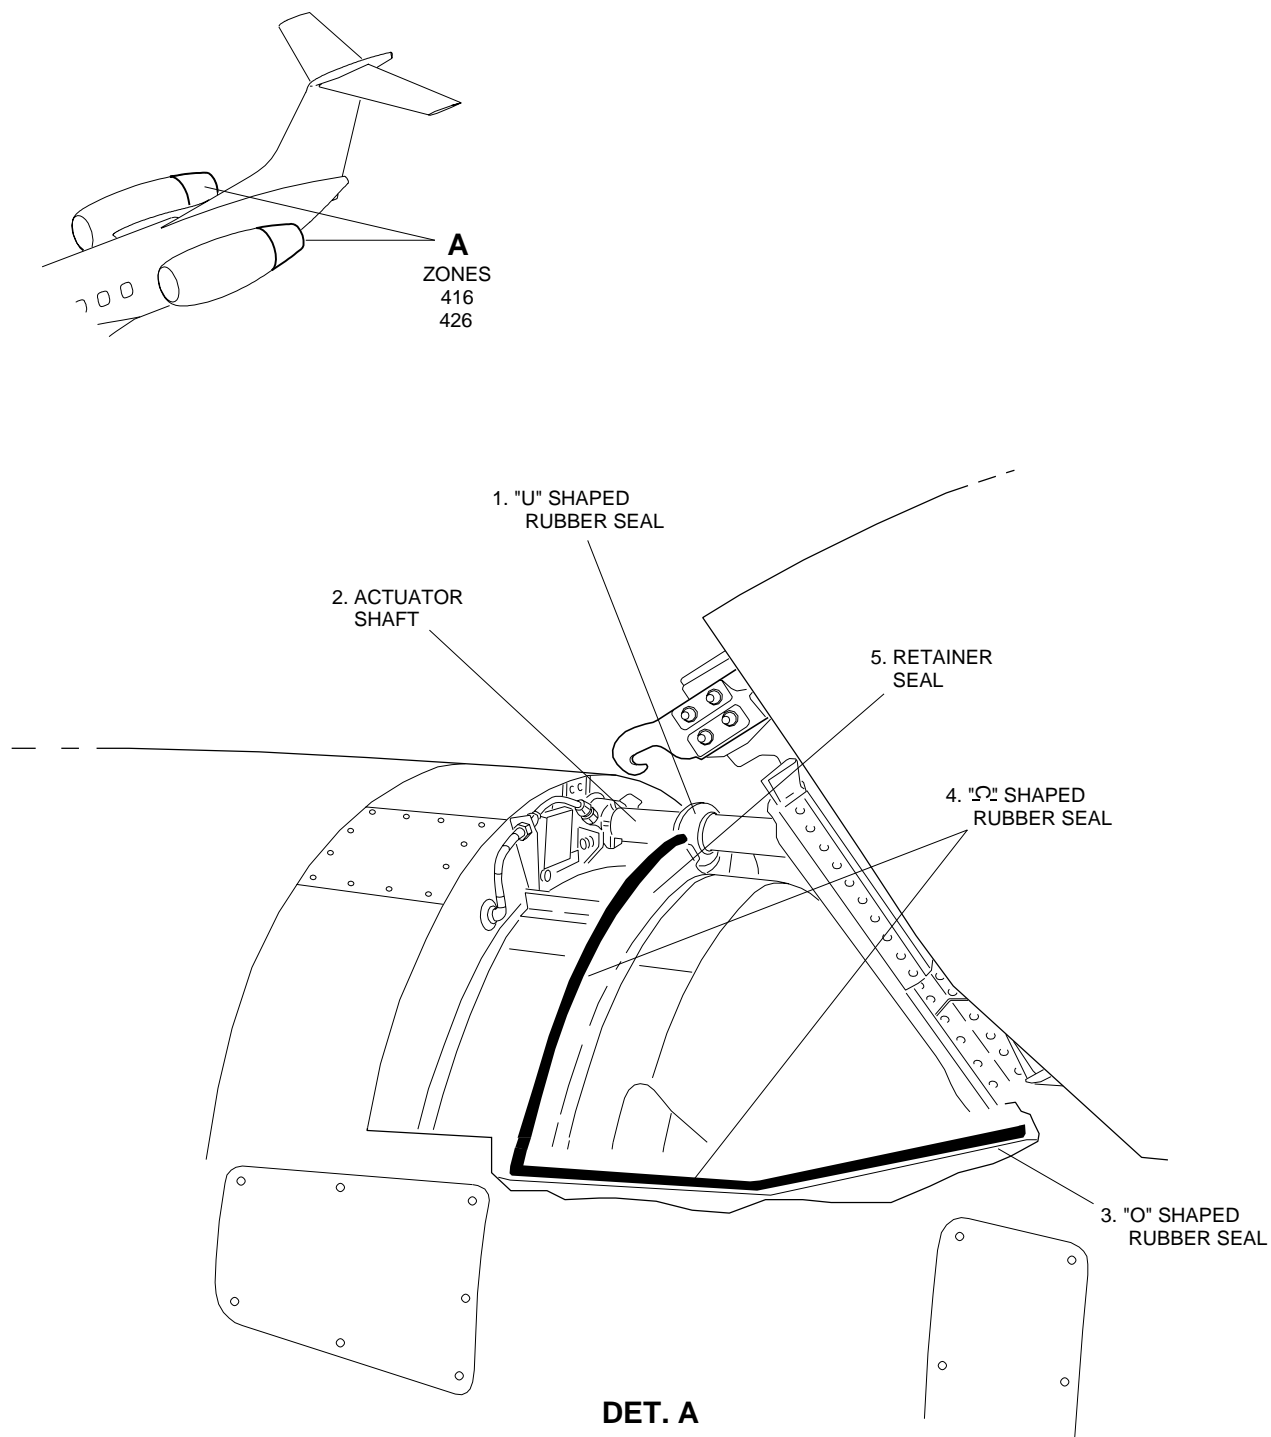 A
ZONES
416
426
1. "U" SHAPED
RUBBER SEAL
2. ACTUATOR
SHAFT
5. RETAINER
SEAL
4. "Ω" SHAPED
RUBBER SEAL
3. "O" SHAPED
RUBBER SEAL
DET. A